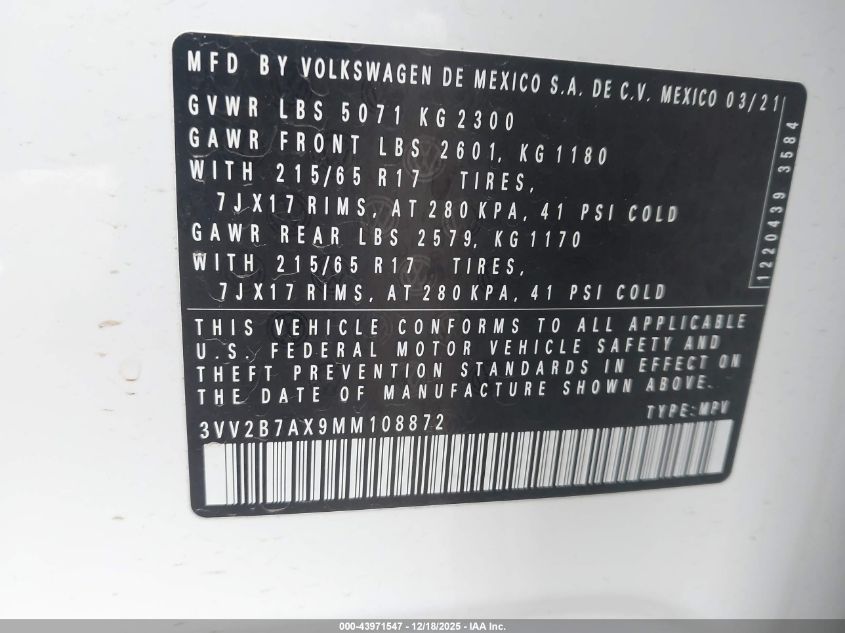 MFD BY VOLKSWAGEN DE MEXICO S.A. DE C.V. MEXICO 03/21
GVWR LBS 5071 KG 2300
GAWR FRONT LBS 2601, KG 1180
WITH 215/65 R17 TIRES,
7JX17 RIMS, AT 280 KPA, 41 PSI COLD
GAWR REAR LBS 2579, KG 1170
WITH 215/65 R17 TIRES,
7JX17 RIMS, AT 280 KPA, 41 PSI COLD
1220439 3584
THIS VEHICLE CONFORMS TO ALL APPLICABLE
U.S. FEDERAL MOTOR VEHICLE SAFETY AND
THEFT PREVENTION STANDARDS IN EFFECT ON
THE DATE OF MANUFACTURE SHOWN ABOVE.
3VV2B7AX9MM108872 TYPE: MPV
000-43971547 - 12/18/2025 - IAA Inc.